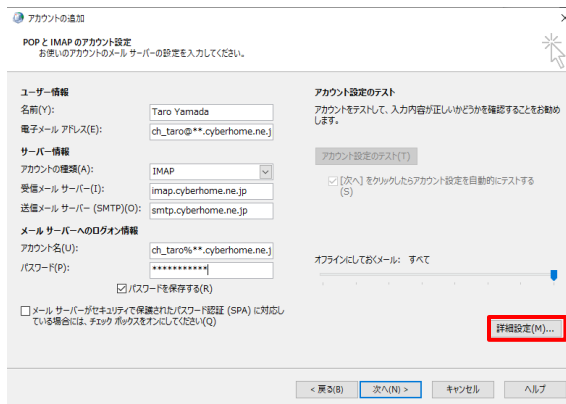 アカウントの追加
POP と IMAP のアカウント設定
お使いのアカウントのメール サーバーの設定を入力してください。
ユーザー情報
名前(Y):
Taro Yamada
電子メール アドレス(E):
ch_taro@**.cyberhome.ne.j
サーバー情報
アカウントの種類(A):
IMAP
受信メール サーバー(I):
imap.cyberhome.ne.jp
送信メール サーバー (SMTP)(O):
smtp.cyberhome.ne.jp
メール サーバーへのログオン情報
アカウント名(U):
ch_taro%**.cyberhome.ne.j
パスワード(P):
***********
パスワードを保存する(R)
メール サーバーがセキュリティで保護されたパスワード認証 (SPA) に対応し
ている場合には、チェック ボックスをオンにしてください(Q)
アカウント設定のテスト
アカウントをテストして、入力内容が正しいかどうかを確認することをお勧め
します。
アカウント設定のテスト(T)
[次へ] をクリックしたらアカウント設定を自動的にテストする
(S)
オフラインにしておくメール: すべて
詳細設定(M)...
< 戻る(B)
次へ(N) >
キャンセル
ヘルプ